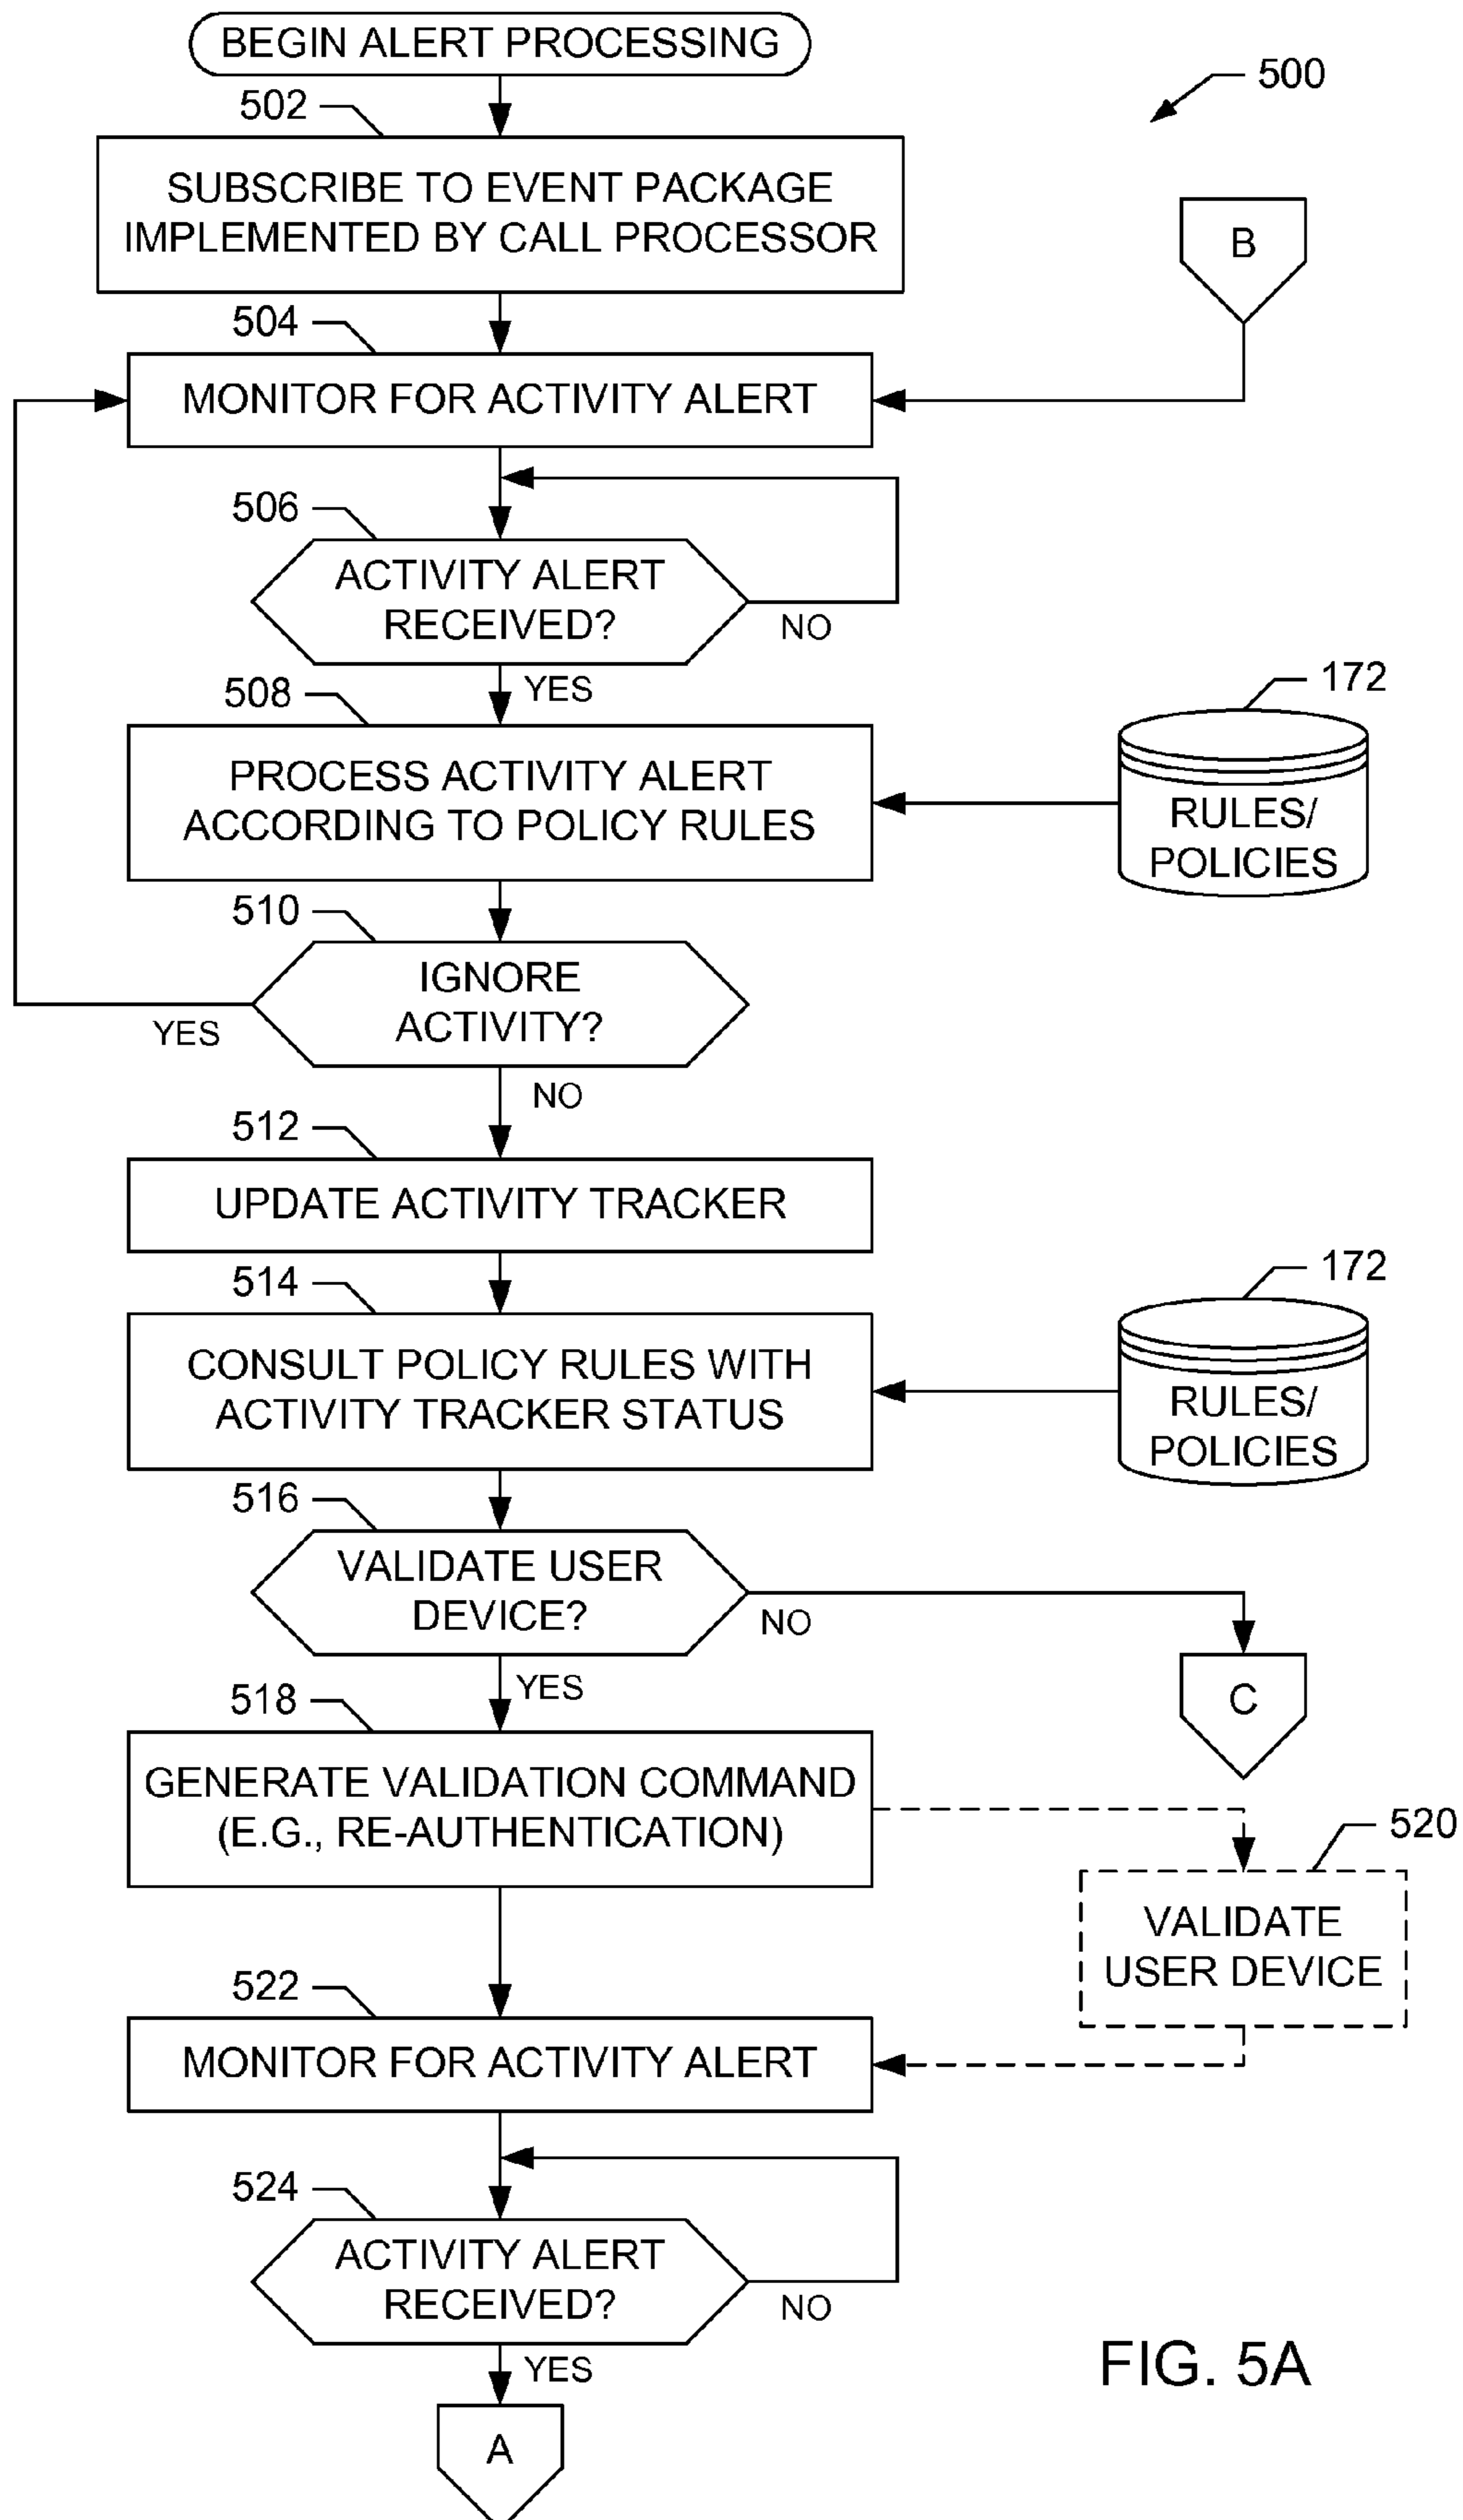 BEGIN ALERT PROCESSING
500
502
SUBSCRIBE TO EVENT PACKAGE
IMPLEMENTED BY CALL PROCESSOR
B
504
MONITOR FOR ACTIVITY ALERT
506
ACTIVITY ALERT
RECEIVED?
NO
YES
508
172
PROCESS ACTIVITY ALERT
ACCORDING TO POLICY RULES
RULES/
POLICIES
510
IGNORE
ACTIVITY?
YES
NO
512
UPDATE ACTIVITY TRACKER
514
172
CONSULT POLICY RULES WITH
ACTIVITY TRACKER STATUS
RULES/
POLICIES
516
VALIDATE USER
DEVICE?
NO
YES
518
C
GENERATE VALIDATION COMMAND
(E.G., RE-AUTHENTICATION)
520
VALIDATE
USER DEVICE
522
MONITOR FOR ACTIVITY ALERT
524
ACTIVITY ALERT
RECEIVED?
NO
YES
A
FIG. 5A